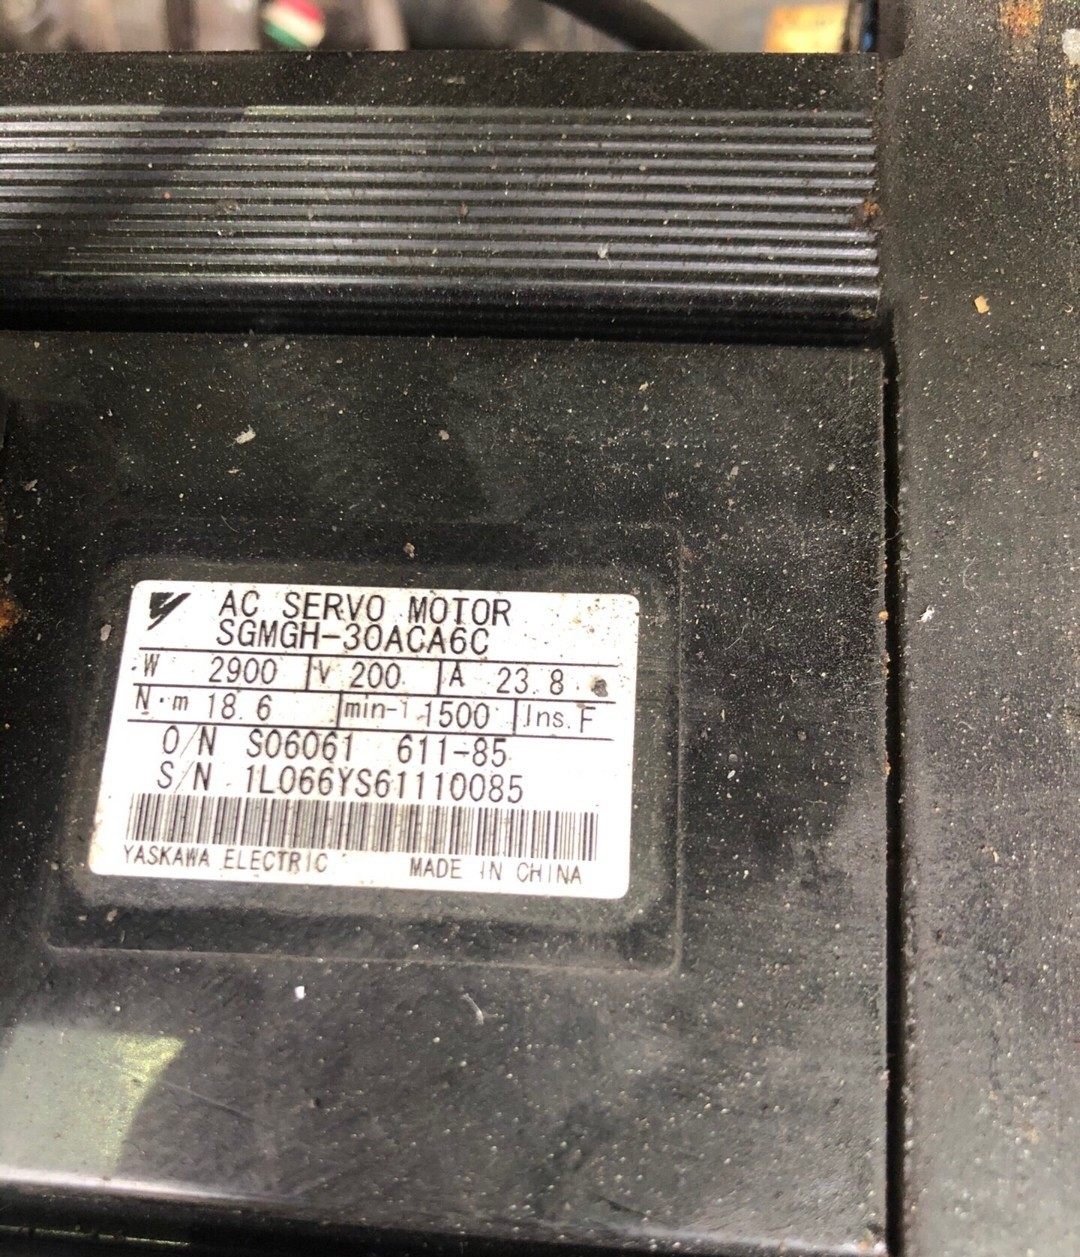 AC SERVO MOTOR
SGMGH-30ACA6C
W 2900 V 200 A 23.8
N·m 18.6 min-1 1500 Ins. F
O/N S06061 611-85
S/N 1L066YS61110085
YASKAWA ELECTRIC MADE IN CHINA